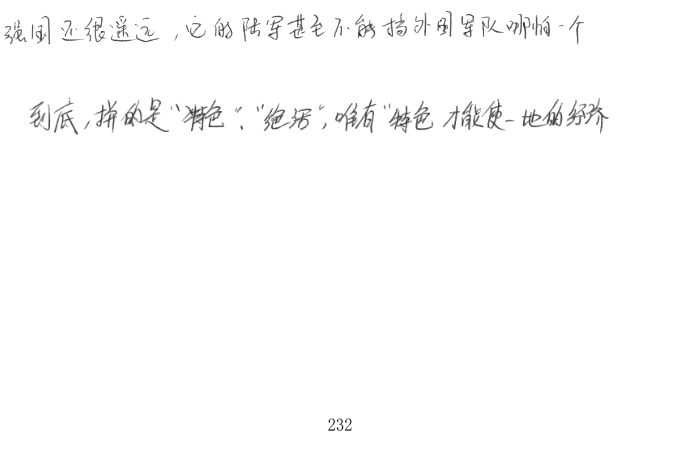 强国还很遥远，它的陆军甚至不能挡外国军队哪怕一个
到底，拼的是“特色”、“绝活”，唯有“特色 才能使一地的经济
232